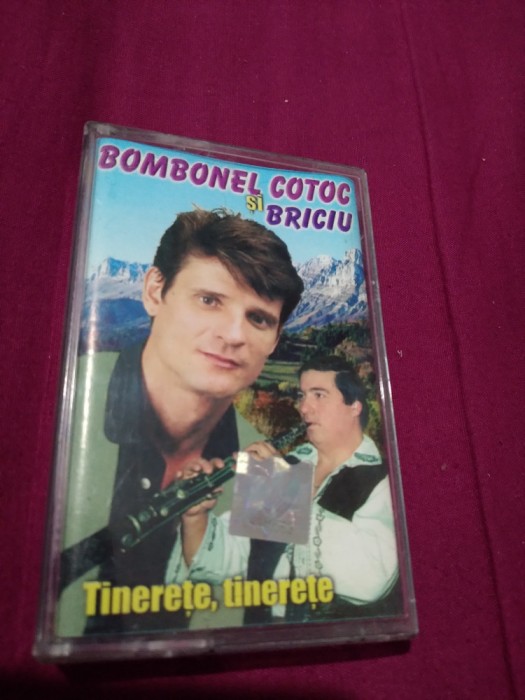 BOMBONEL COTOC
și
BRICIU
Tinerețe, tinerețe